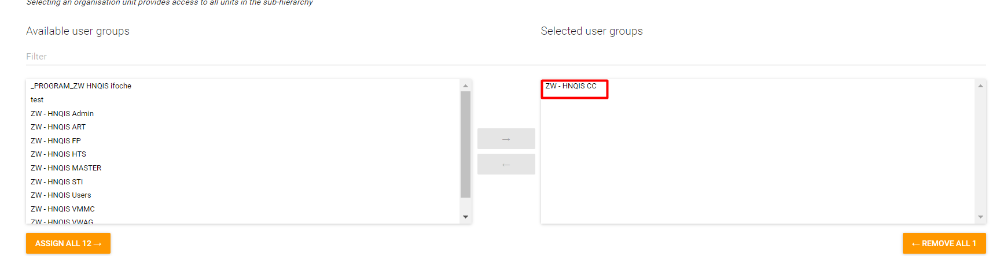 Selecting an organisation unit provides access to all units in the sub-hierarchy
Available user groups
Selected user groups
Filter
_PROGRAM_ZW HNQIS ifoche
test
ZW - HNQIS Admin
ZW - HNQIS ART
ZW - HNQIS FP
ZW - HNQIS HTS
ZW - HNQIS MASTER
ZW - HNQIS STI
ZW - HNQIS Users
ZW - HNQIS VMMC
ZW - HNQIS VWAG
→
←
ZW - HNQIS CC
ASSIGN ALL 12 →
← REMOVE ALL 1